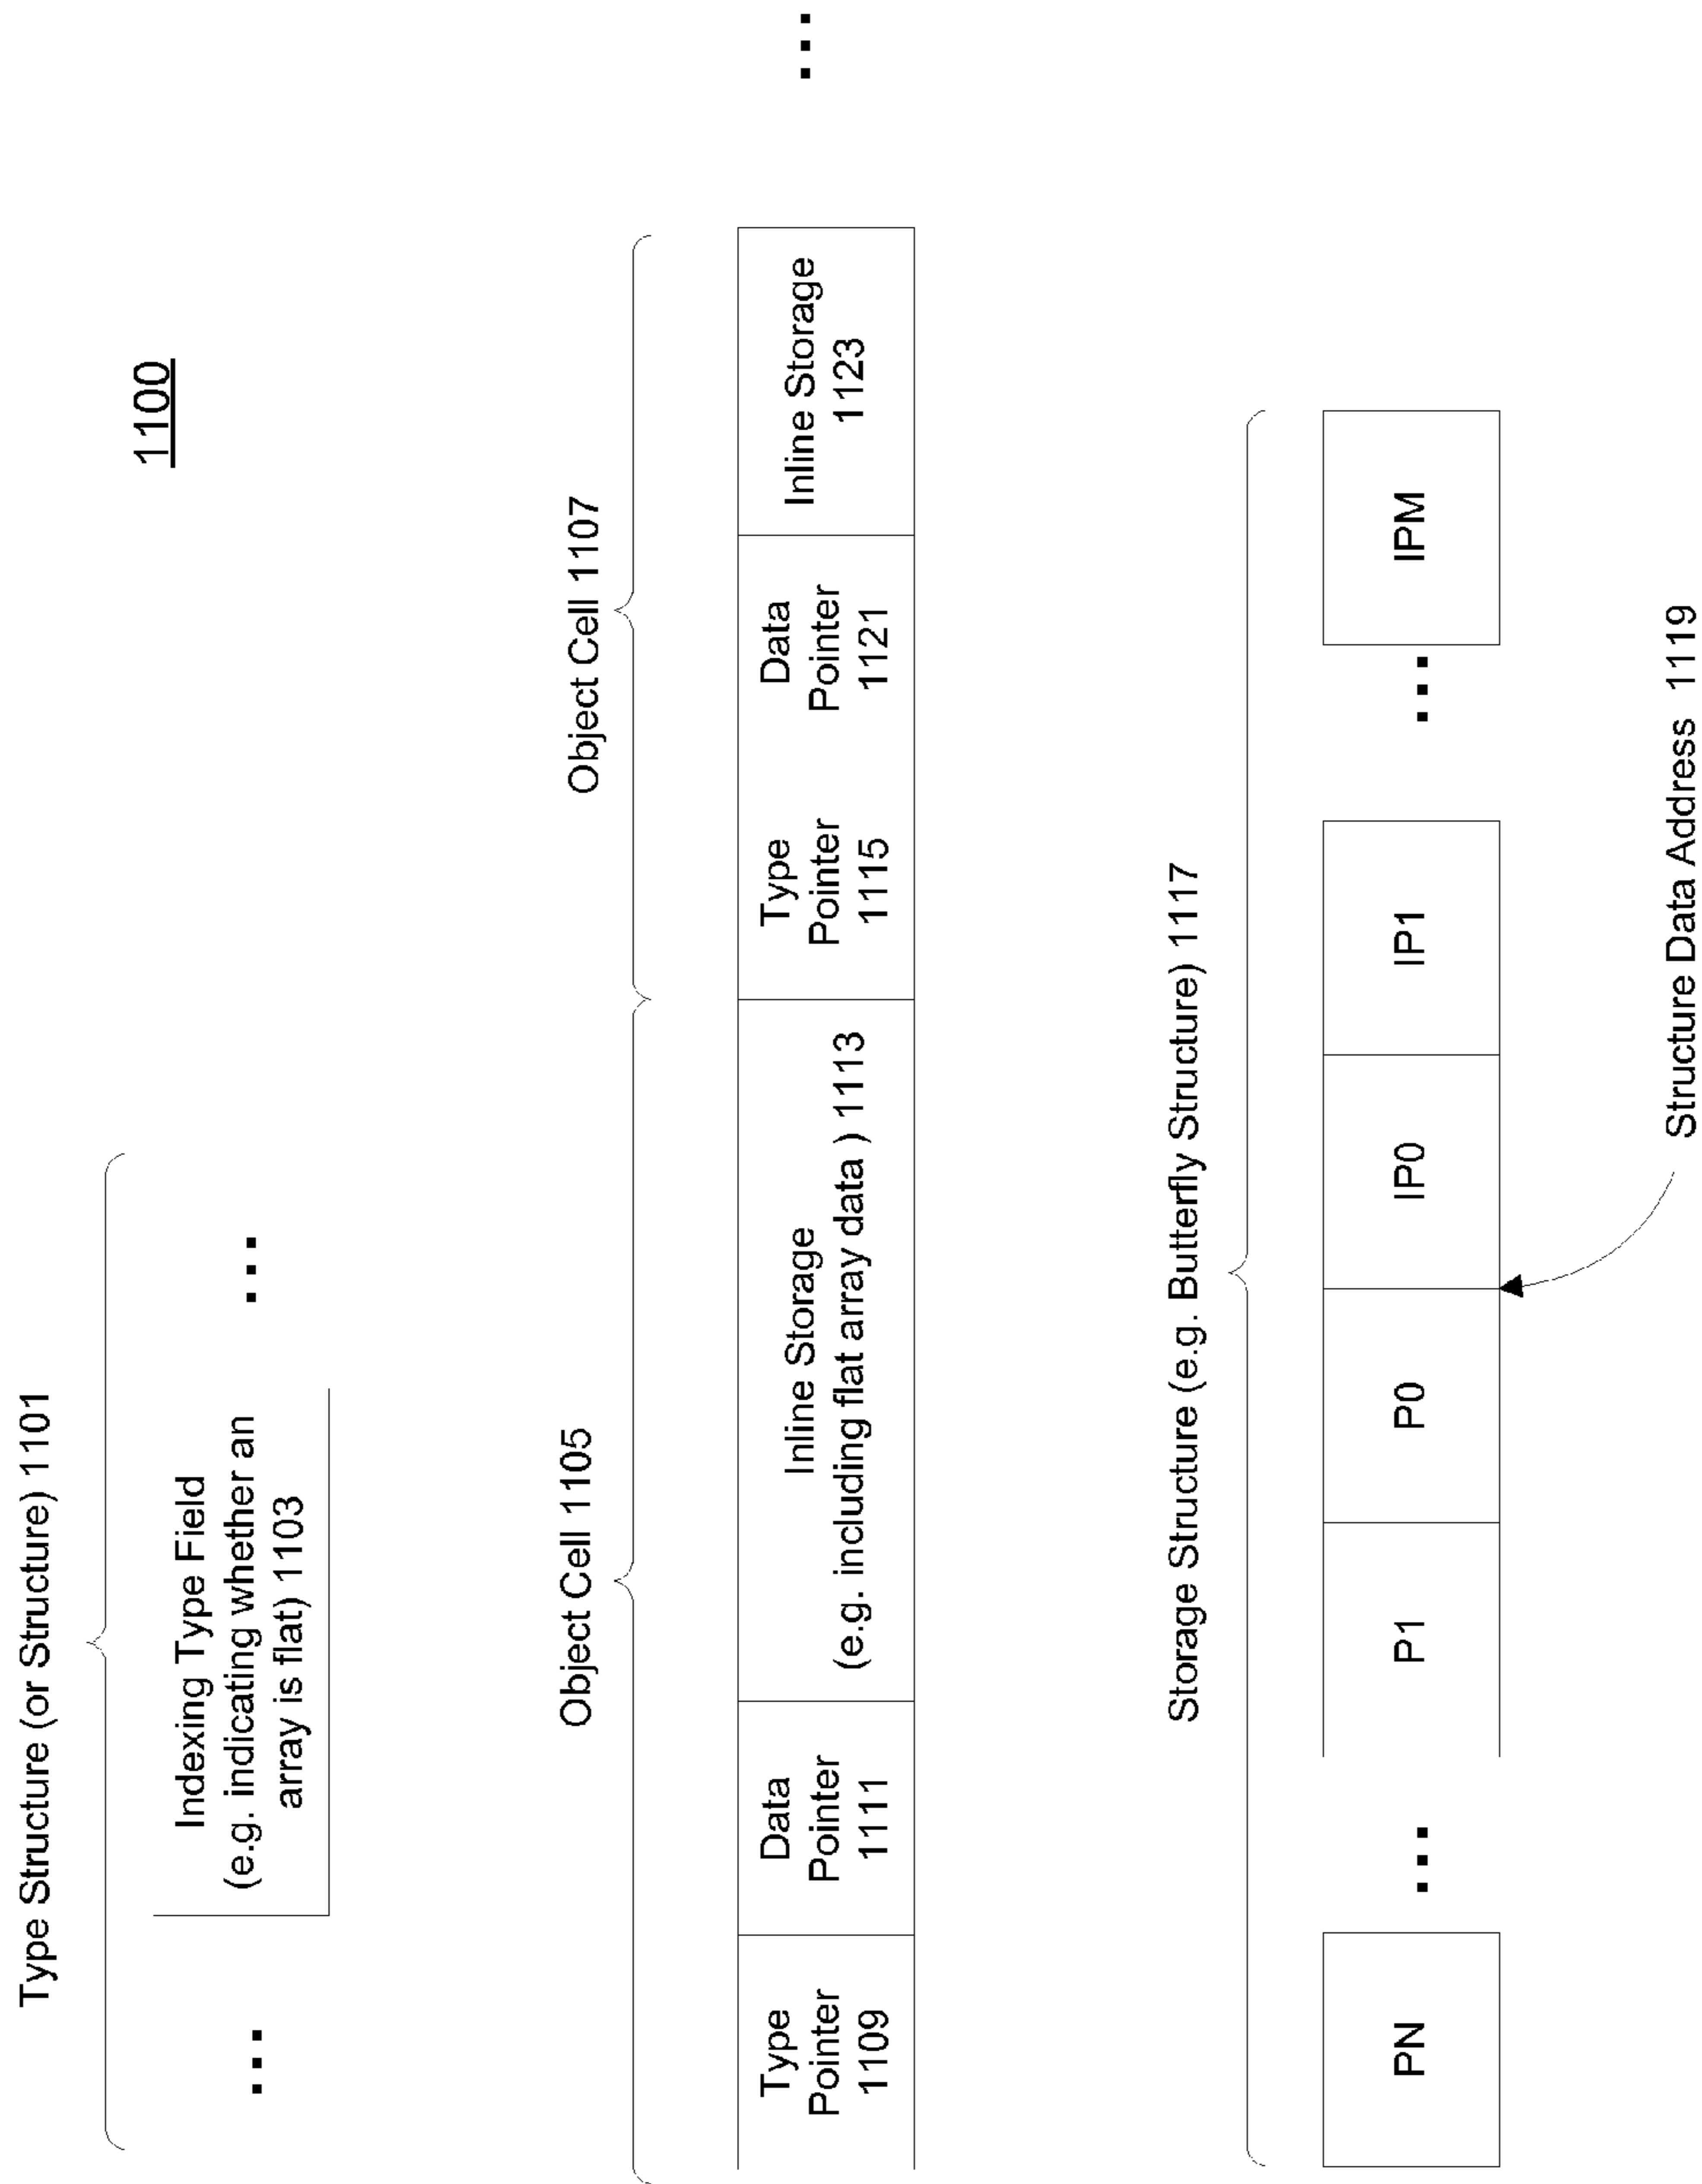 1100
Type Structure (or Structure) 1101
...
Indexing Type Field
(e.g. indicating whether an
array is flat) 1103
...
Object Cell 1105
Object Cell 1107
Type
Pointer
1109
Data
Pointer
1111
Inline Storage
(e.g. including flat array data ) 1113
Type
Pointer
1115
Data
Pointer
1121
Inline Storage
1123
...
Storage Structure (e.g. Butterfly Structure) 1117
PN
...
P1
P0
IP0
IP1
...
IPM
Structure Data Address 1119